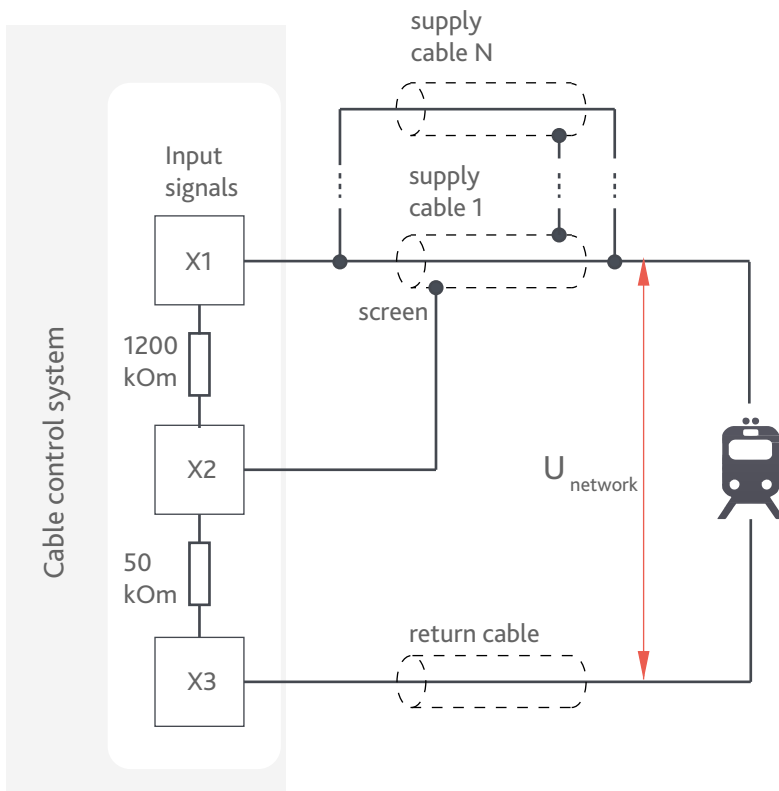 supply
cable N
Input
signals
supply
cable 1
X1
screen
1200
kOm
Cable control system
X2
U network
50
kOm
return cable
X3